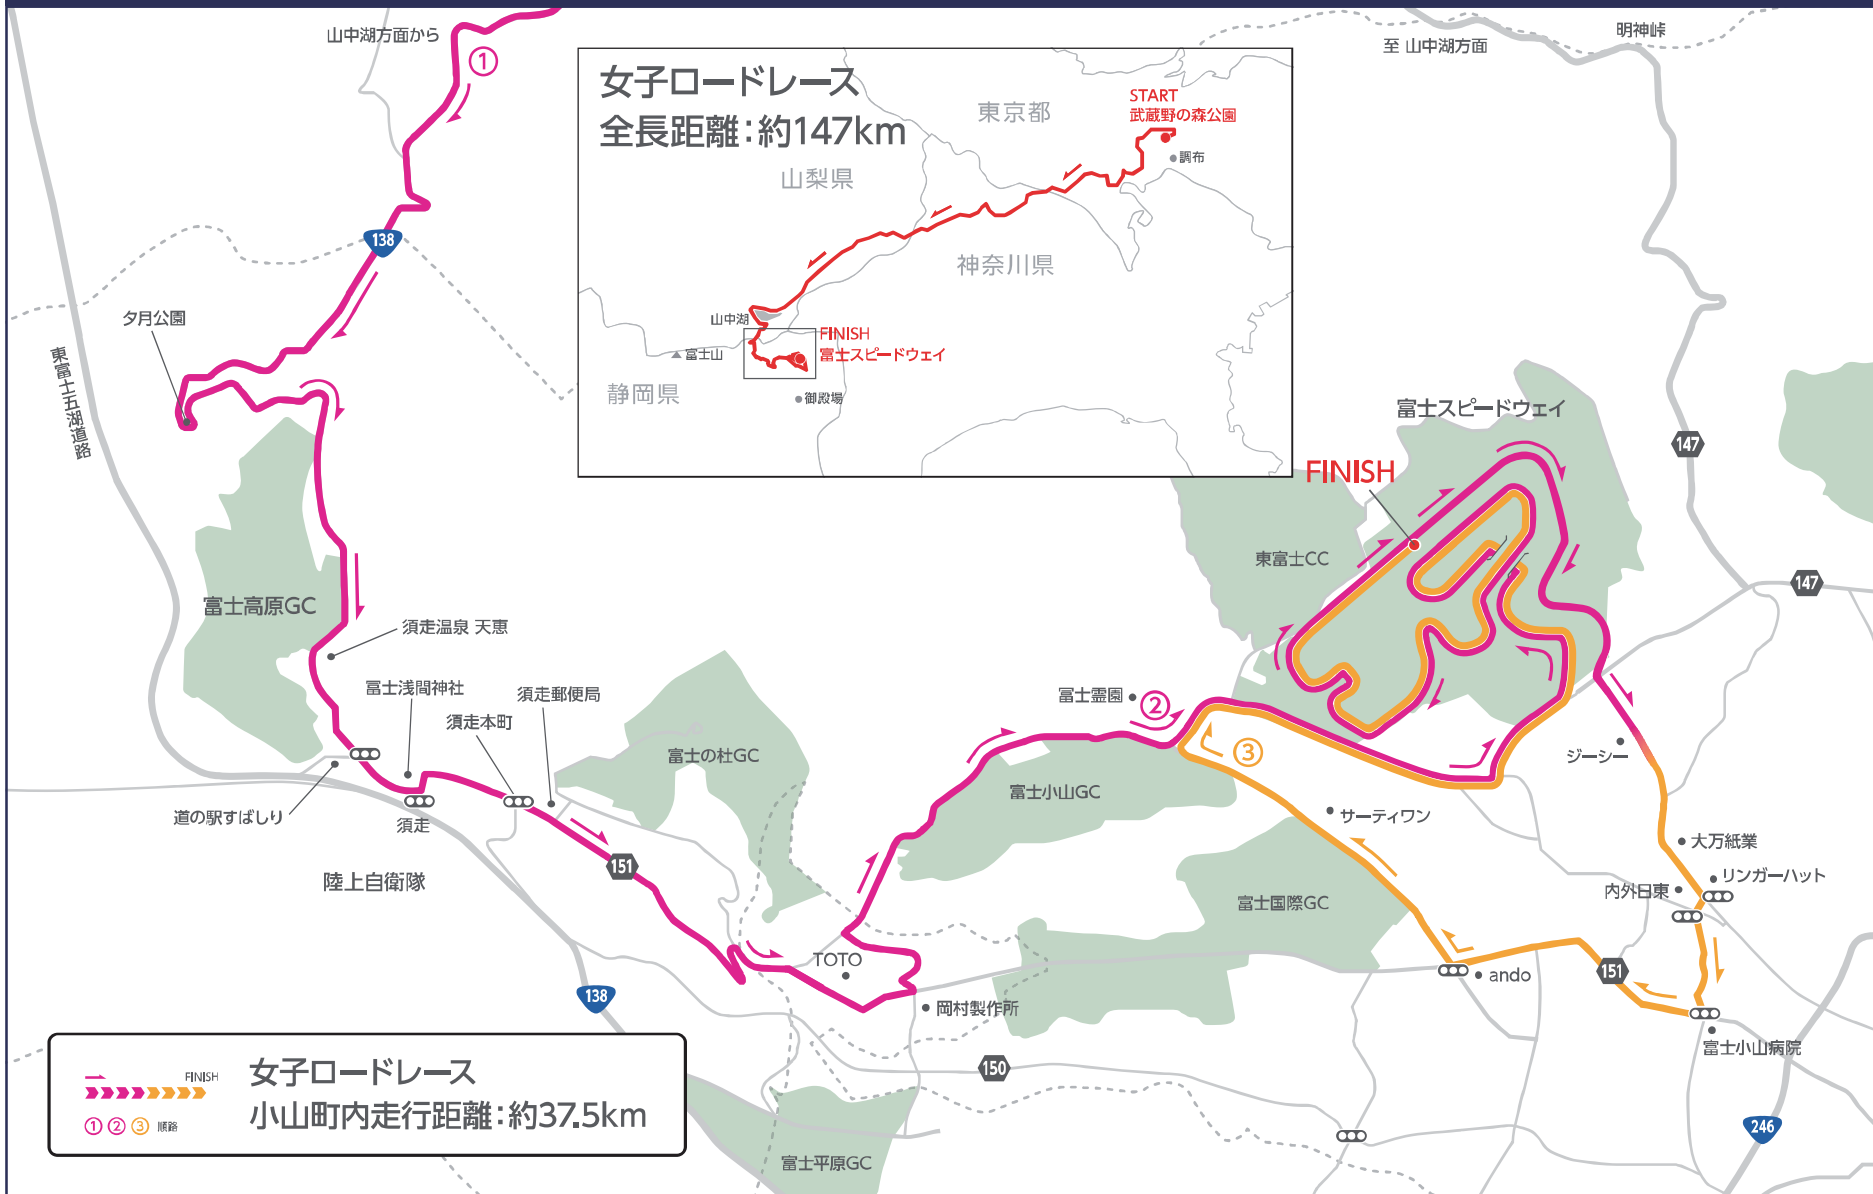 山中湖方面から
①
至 山中湖方面
明神峠
女子ロードレース
全長距離：約147km
東京都
START
武蔵野の森公園
調布
山梨県
神奈川県
山中湖
富士山
FINISH
富士スピードウェイ
静岡県
御殿場
138
夕月公園
東富士五湖道路
富士スピードウェイ
147
FINISH
東富士CC
147
富士高原GC
須走温泉 天恵
富士浅間神社
須走郵便局
須走本町
富士霊園
②
③
富士の杜GC
ジーシー
富士小山GC
サーティワン
道の駅すばしり
須走
大万紙業
リンガーハット
内外日東
151
陸上自衛隊
富士国際GC
TOTO
ando
151
138
岡村製作所
富士小山病院
150
246
富士平原GC
FINISH
①②③ 順路
女子ロードレース
小山町内走行距離：約37.5km